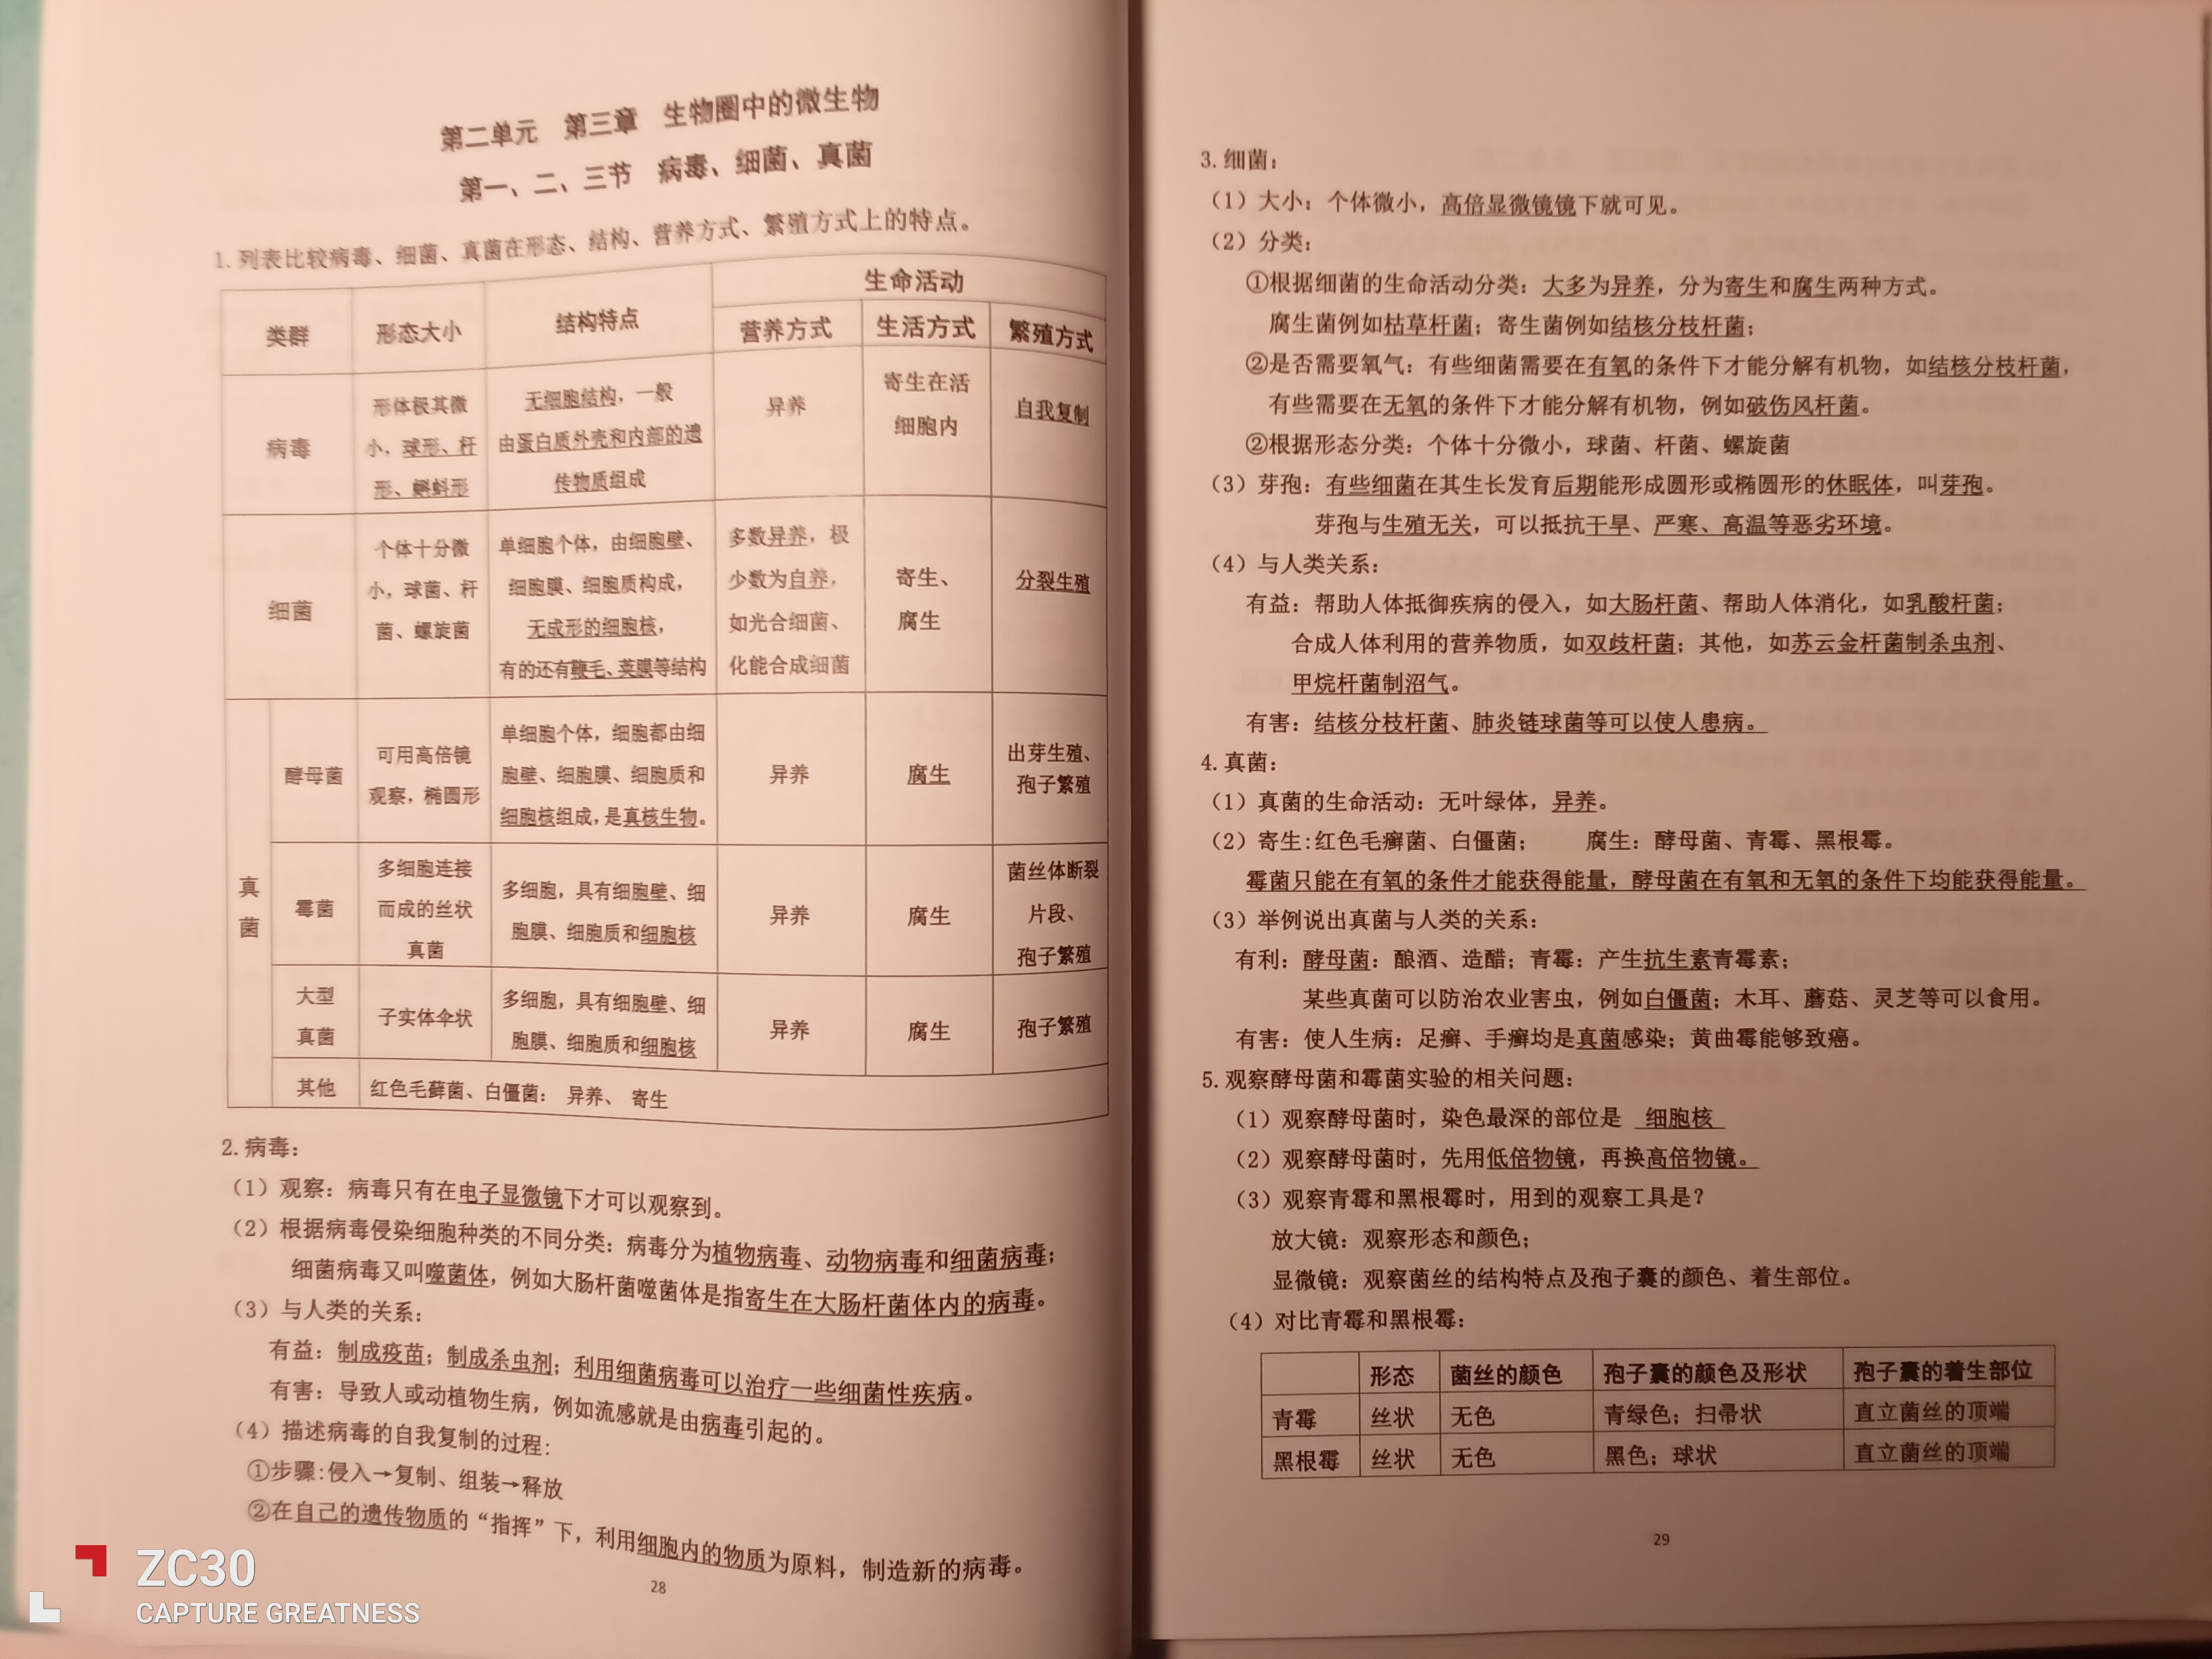 第二单元 第三章 生物圈中的微生物
第一、二、三节 病毒、细菌、真菌
1.列表比较病毒、细菌、真菌在形态、结构、营养方式、繁殖方式上的特点。
类群 形态大小 结构特点 生命活动
营养方式 生活方式 繁殖方式
病毒 形体极其微小，球形、杆形、蝌蚪形 无细胞结构，一般由蛋白质外壳和内部的遗传物质组成 异养 寄生在活细胞内 自我复制
细菌 个体十分微小，球菌、杆菌、螺旋菌 单细胞个体，由细胞壁、细胞膜、细胞质构成，无成形的细胞核，有的还有鞭毛、荚膜等结构 多数异养，极少数为自养，如光合细菌、化能合成细菌 寄生、腐生 分裂生殖
真菌 酵母菌 可用高倍镜观察，椭圆形 单细胞个体，细胞都由细胞壁、细胞膜、细胞质和细胞核组成，是真核生物。 异养 腐生 出芽生殖、孢子繁殖
霉菌 多细胞连接而成的丝状真菌 多细胞，具有细胞壁、细胞膜、细胞质和细胞核 异养 腐生 菌丝体断裂片段、孢子繁殖
大型真菌 子实体伞状 多细胞，具有细胞壁、细胞膜、细胞质和细胞核 异养 腐生 孢子繁殖
其他 红色毛藓菌、白僵菌： 异养、 寄生
2.病毒：
（1）观察：病毒只有在电子显微镜下才可以观察到。
（2）根据病毒侵染细胞种类的不同分类：病毒分为植物病毒、动物病毒和细菌病毒；
细菌病毒又叫噬菌体，例如大肠杆菌噬菌体是指寄生在大肠杆菌体内的病毒。
（3）与人类的关系：
有益：制成疫苗；制成杀虫剂；利用细菌病毒可以治疗一些细菌性疾病。
有害：导致人或动植物生病，例如流感就是由病毒引起的。
（4）描述病毒的自我复制的过程：
①步骤：侵入→复制、组装→释放
②在自己的遗传物质的“指挥”下，利用细胞内的物质为原料，制造新的病毒。
28
3.细菌：
（1）大小：个体微小，高倍显微镜镜下就可见。
（2）分类：
①根据细菌的生命活动分类：大多为异养，分为寄生和腐生两种方式。
腐生菌例如枯草杆菌；寄生菌例如结核分枝杆菌；
②是否需要氧气：有些细菌需要在有氧的条件下才能分解有机物，如结核分枝杆菌，
有些需要在无氧的条件下才能分解有机物，例如破伤风杆菌。
②根据形态分类：个体十分微小，球菌、杆菌、螺旋菌
（3）芽孢：有些细菌在其生长发育后期能形成圆形或椭圆形的休眠体，叫芽孢。
芽孢与生殖无关，可以抵抗干旱、严寒、高温等恶劣环境。
（4）与人类关系：
有益：帮助人体抵御疾病的侵入，如大肠杆菌、帮助人体消化，如乳酸杆菌；
合成人体利用的营养物质，如双歧杆菌；其他，如苏云金杆菌制杀虫剂、
甲烷杆菌制沼气。
有害：结核分枝杆菌、肺炎链球菌等可以使人患病。
4.真菌：
（1）真菌的生命活动：无叶绿体，异养。
（2）寄生：红色毛癣菌、白僵菌； 腐生：酵母菌、青霉、黑根霉。
霉菌只能在有氧的条件才能获得能量，酵母菌在有氧和无氧的条件下均能获得能量。
（3）举例说出真菌与人类的关系：
有利：酵母菌：酿酒、造醋；青霉：产生抗生素青霉素；
某些真菌可以防治农业害虫，例如白僵菌；木耳、蘑菇、灵芝等可以食用。
有害：使人生病：足癣、手癣均是真菌感染；黄曲霉能够致癌。
5.观察酵母菌和霉菌实验的相关问题：
（1）观察酵母菌时，染色最深的部位是 细胞核
（2）观察酵母菌时，先用低倍物镜，再换高倍物镜。
（3）观察青霉和黑根霉时，用到的观察工具是？
放大镜：观察形态和颜色；
显微镜：观察菌丝的结构特点及孢子囊的颜色、着生部位。
（4）对比青霉和黑根霉：
形态 菌丝的颜色 孢子囊的颜色及形状 孢子囊的着生部位
青霉 丝状 无色 青绿色；扫帚状 直立菌丝的顶端
黑根霉 丝状 无色 黑色；球状 直立菌丝的顶端
29
ZC30
CAPTURE GREATNESS